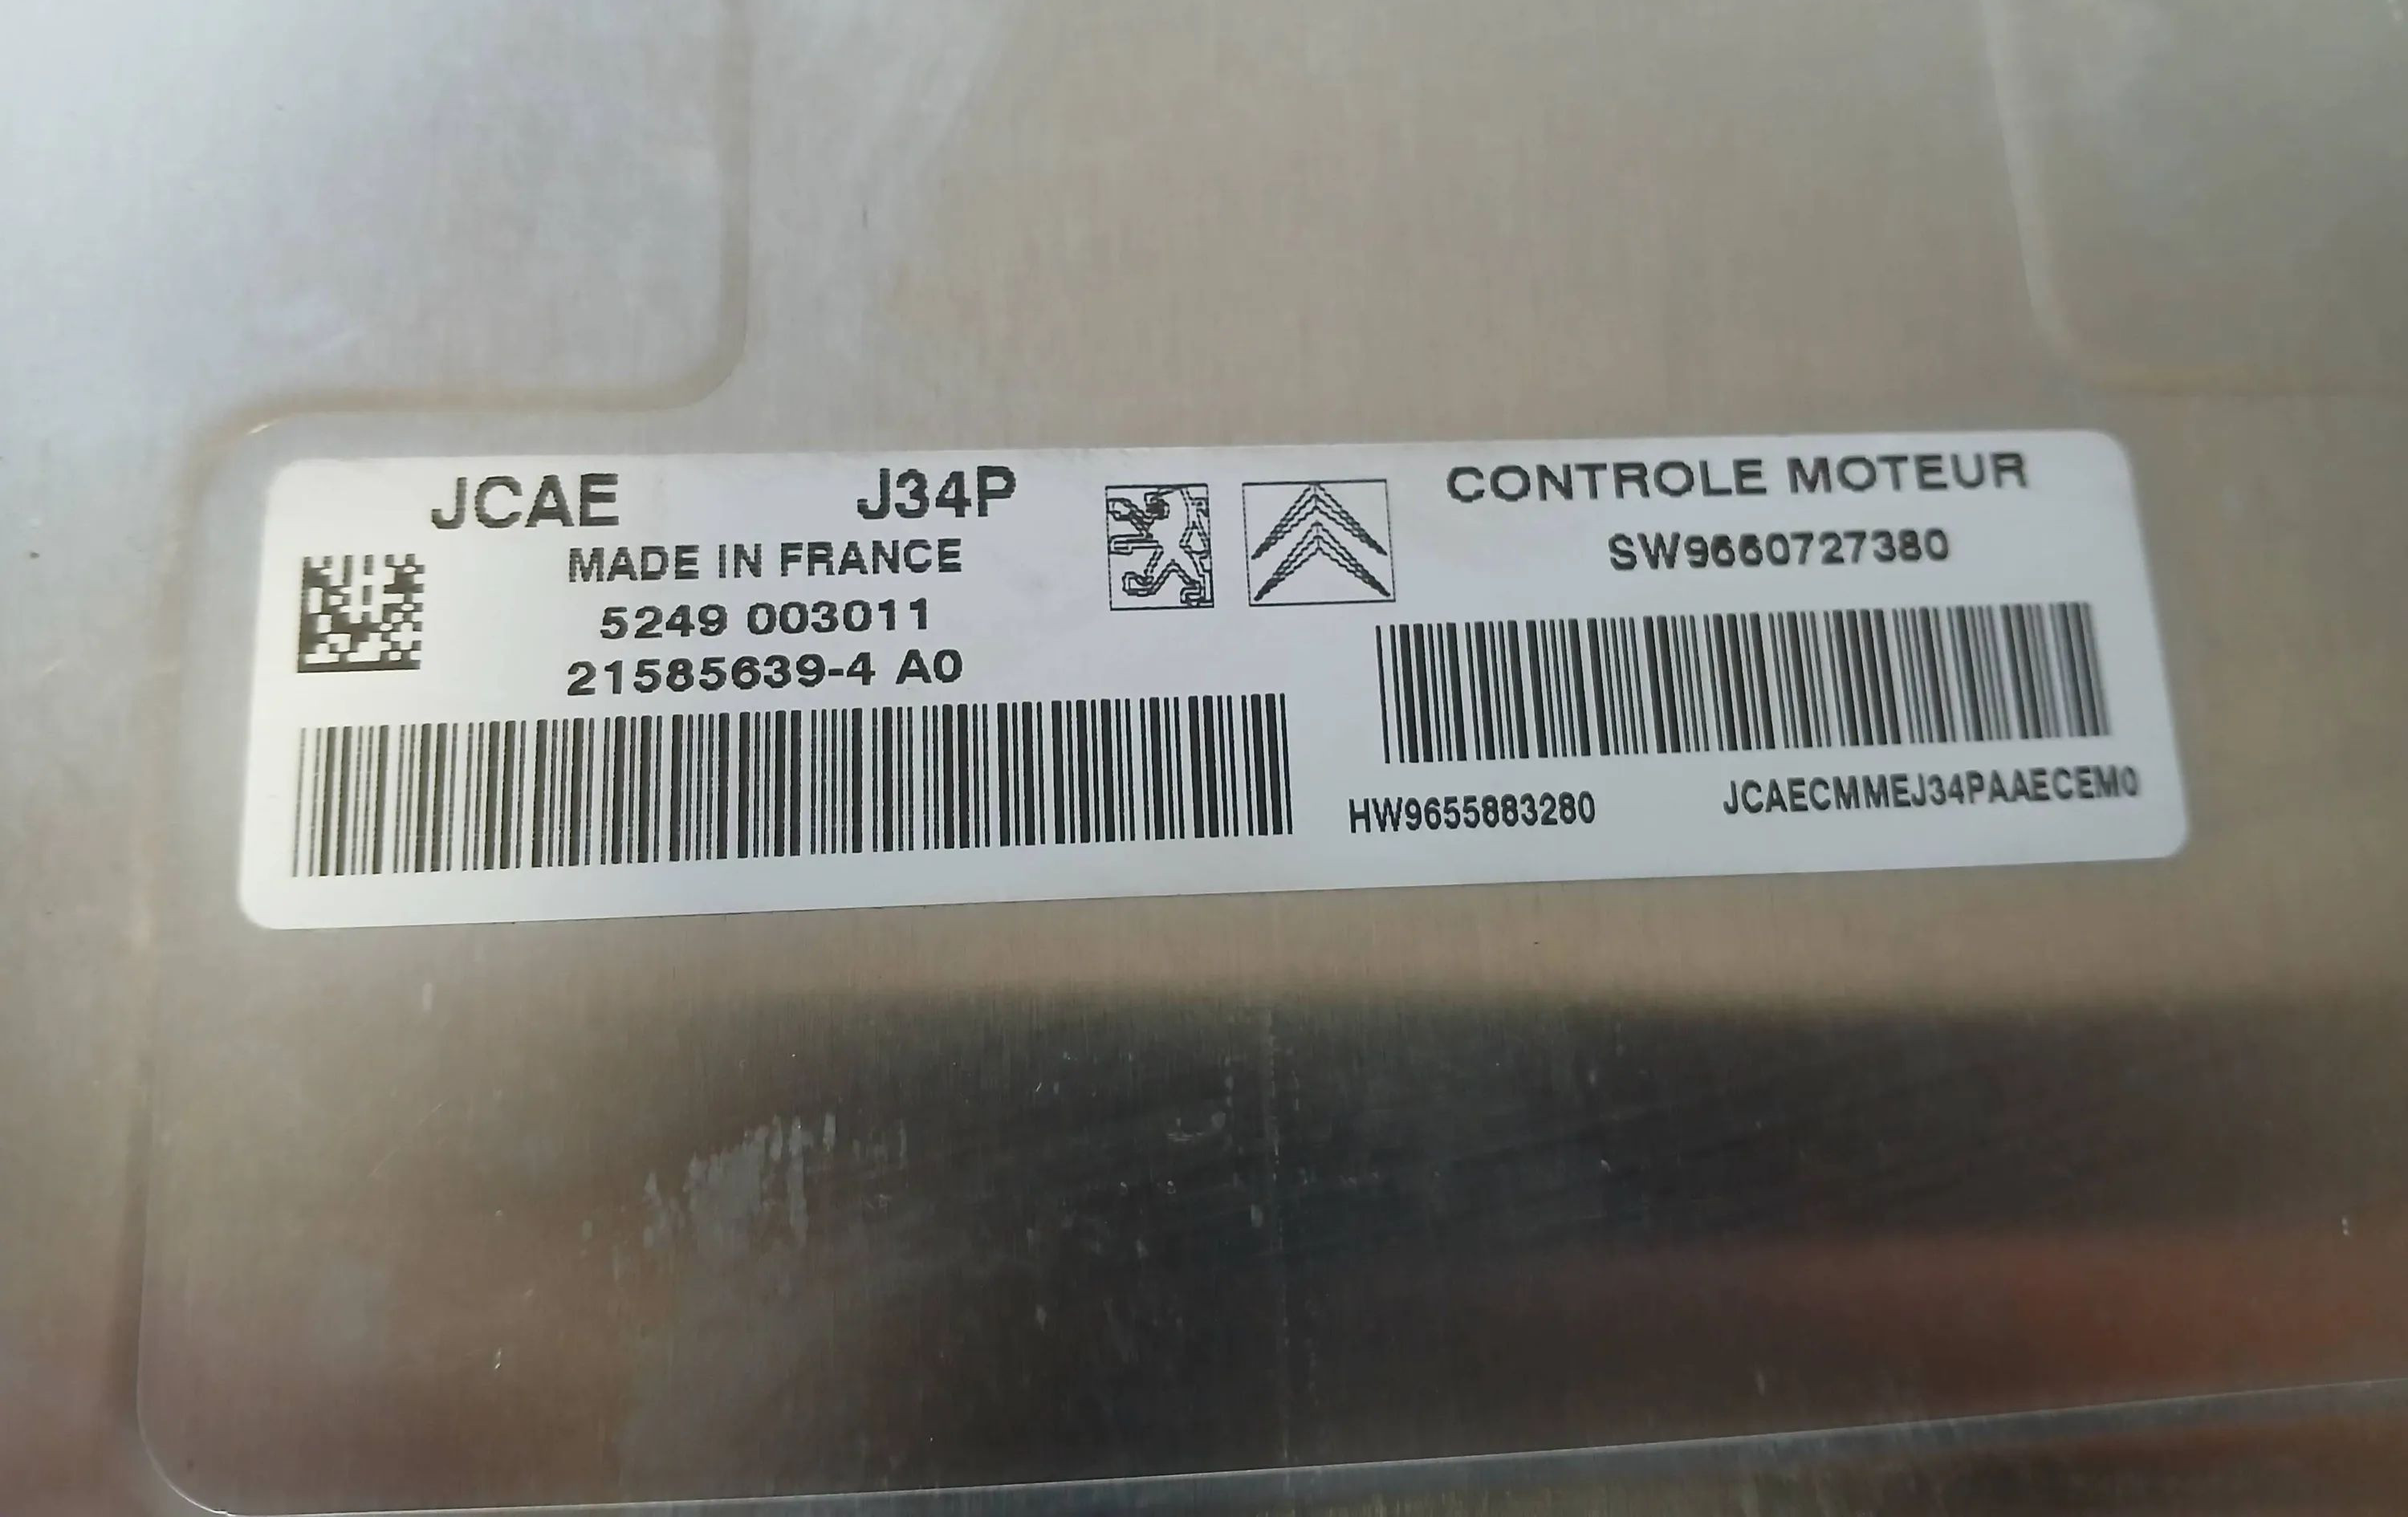 JCAE J34P
MADE IN FRANCE
5249 003011
21585639-4 A0
CONTROLE MOTEUR
SW9660727380
HW9655883280 JCAECMMEJ34PAAECEM0